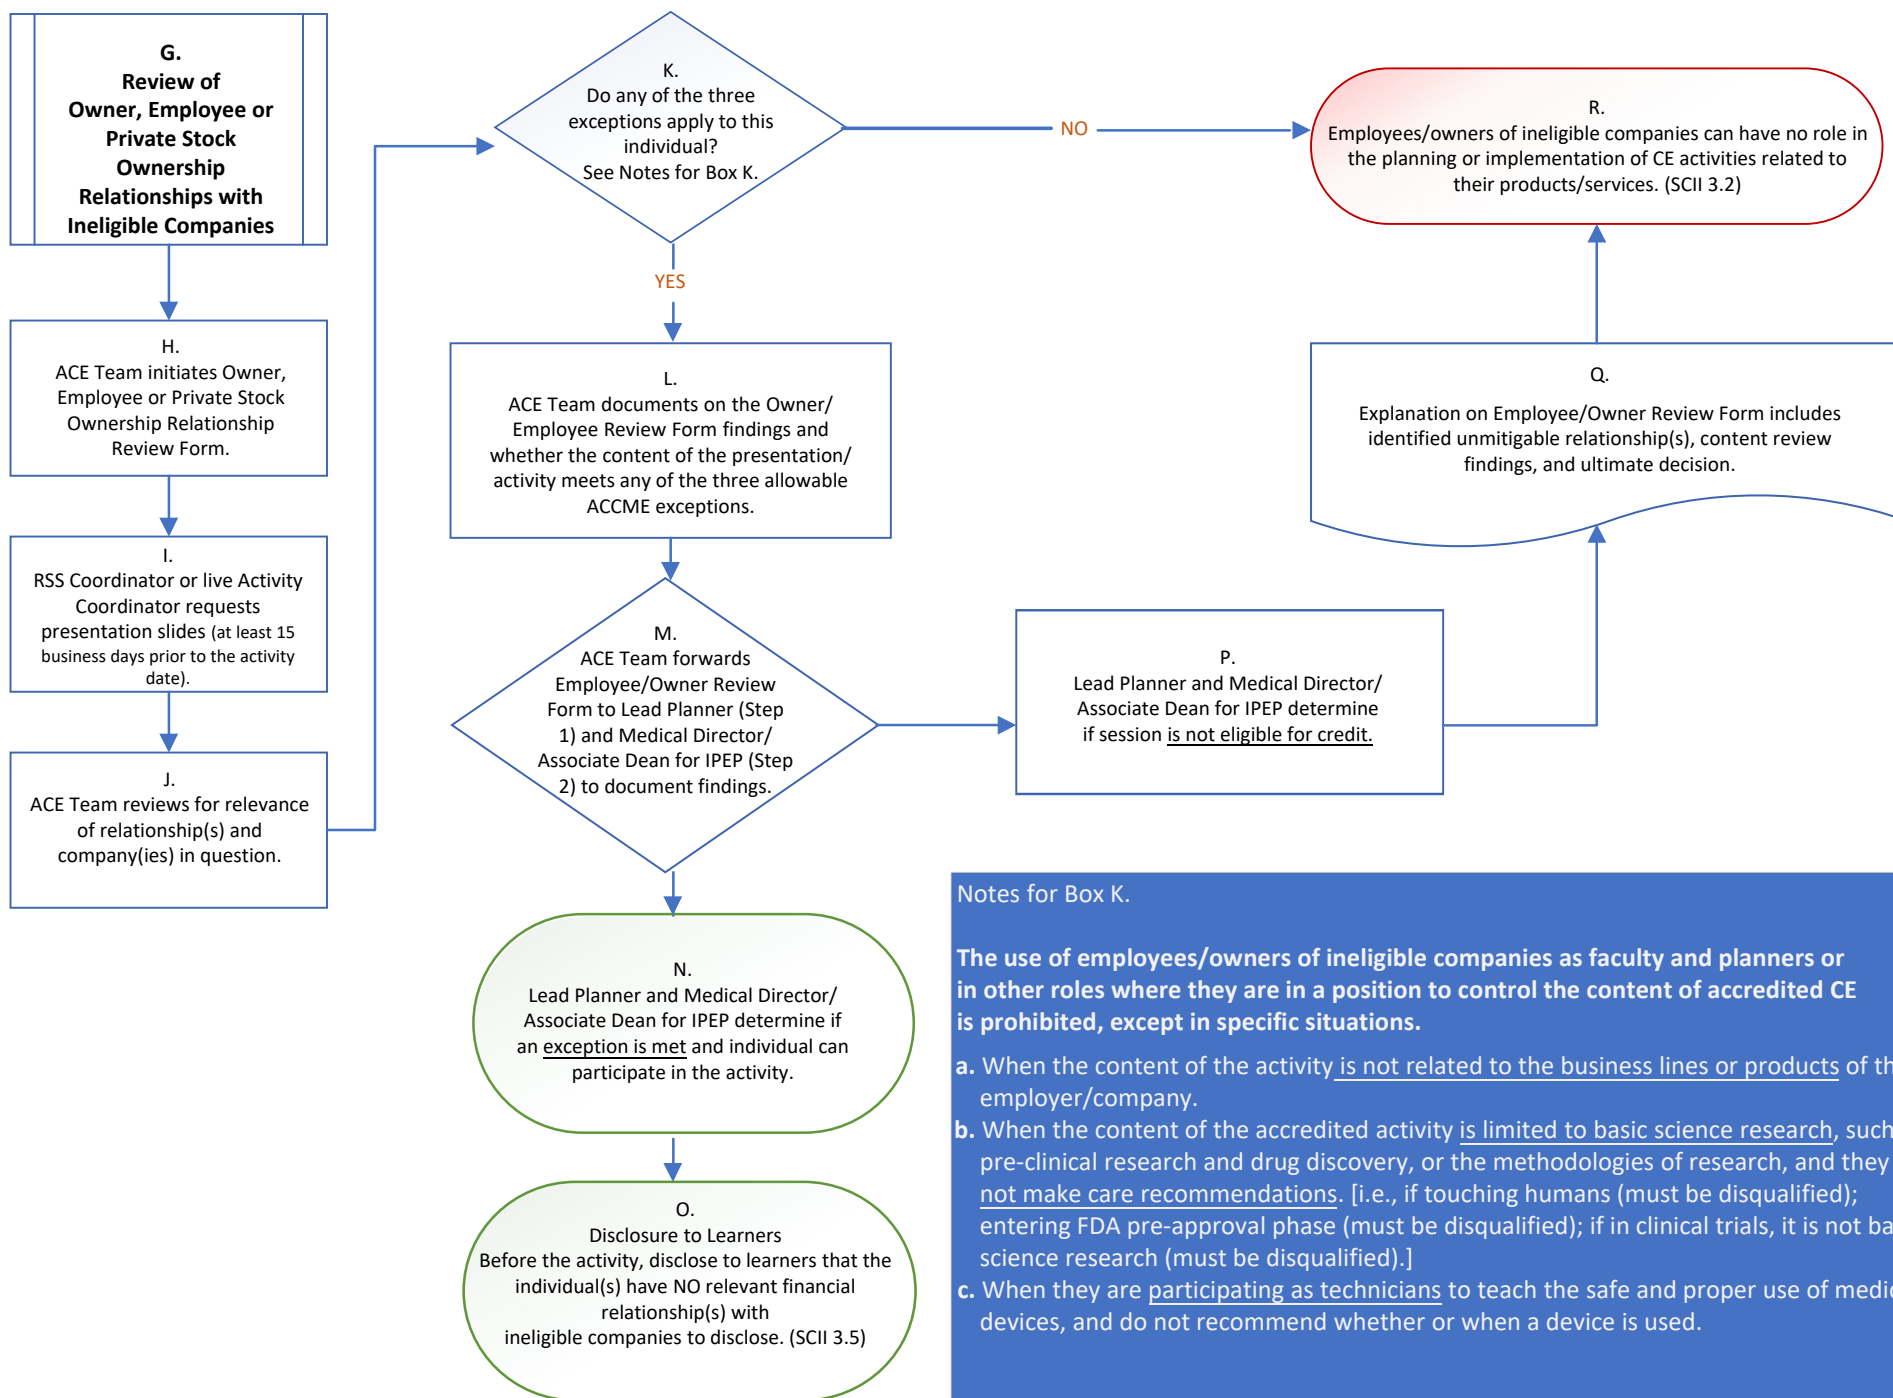 G.
Review of
Owner, Employee or
Private Stock
Ownership
Relationships with
Ineligible Companies
H.
ACE Team initiates Owner,
Employee or Private Stock
Ownership Relationship
Review Form.
I.
RSS Coordinator or live Activity
Coordinator requests
presentation slides (at least 15
business days prior to the activity
date).
J.
ACE Team reviews for relevance
of relationship(s) and
company(ies) in question.
K.
Do any of the three
exceptions apply to this
individual?
See Notes for Box K.
NO
YES
L.
ACE Team documents on the Owner/
Employee Review Form findings and
whether the content of the presentation/
activity meets any of the three allowable
ACCME exceptions.
M.
ACE Team forwards
Employee/Owner Review
Form to Lead Planner (Step
1) and Medical Director/
Associate Dean for IPEP (Step
2) to document findings.
N.
Lead Planner and Medical Director/
Associate Dean for IPEP determine if
an exception is met and individual can
participate in the activity.
O.
Disclosure to Learners
Before the activity, disclose to learners that the
individual(s) have NO relevant financial
relationship(s) with
ineligible companies to disclose. (SCII 3.5)
P.
Lead Planner and Medical Director/
Associate Dean for IPEP determine
if session is not eligible for credit.
Q.
Explanation on Employee/Owner Review Form includes
identified unmitigable relationship(s), content review
findings, and ultimate decision.
R.
Employees/owners of ineligible companies can have no role in
the planning or implementation of CE activities related to
their products/services. (SCII 3.2)
Notes for Box K.
The use of employees/owners of ineligible companies as faculty and planners or
in other roles where they are in a position to control the content of accredited CE
is prohibited, except in specific situations.
a. When the content of the activity is not related to the business lines or products of
employer/company.
b. When the content of the accredited activity is limited to basic science research, such
pre-clinical research and drug discovery, or the methodologies of research, and they
not make care recommendations. [i.e., if touching humans (must be disqualified);
entering FDA pre-approval phase (must be disqualified); if in clinical trials, it is not
science research (must be disqualified).]
c. When they are participating as technicians to teach the safe and proper use of
devices, and do not recommend whether or when a device is used.